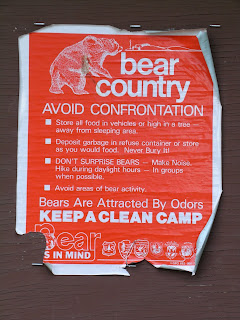 bear
country
AVOID CONFRONTATION
Store all food in vehicles or high in a tree —
away from sleeping area.
Deposit garbage in refuse container or store
as you would food. Never Bury It!
DON'T SURPRISE BEARS — Make Noise.
Hike during daylight hours — In groups
when possible.
Avoid areas of bear activity.
Bears Are Attracted By Odors
KEEP A CLEAN CAMP
Bear
IS IN MIND